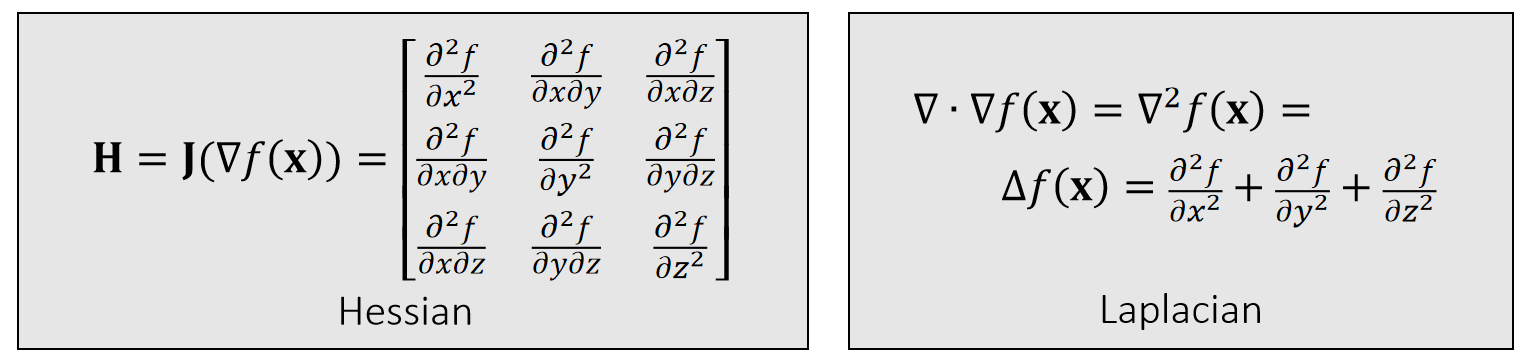 𝐇 = 𝐉(∇𝑓(𝐱)) = [∂²𝑓/∂𝑥² ∂²𝑓/∂𝑥∂𝑦 ∂²𝑓/∂𝑥∂𝑧
∂²𝑓/∂𝑥∂𝑦 ∂²𝑓/∂𝑦² ∂²𝑓/∂𝑦∂𝑧
∂²𝑓/∂𝑥∂𝑧 ∂²𝑓/∂𝑦∂𝑧 ∂²𝑓/∂𝑧²]
Hessian
∇ · ∇𝑓(𝐱) = ∇²𝑓(𝐱) =
Δ𝑓(𝐱) = ∂²𝑓/∂𝑥² + ∂²𝑓/∂𝑦² + ∂²𝑓/∂𝑧²
Laplacian